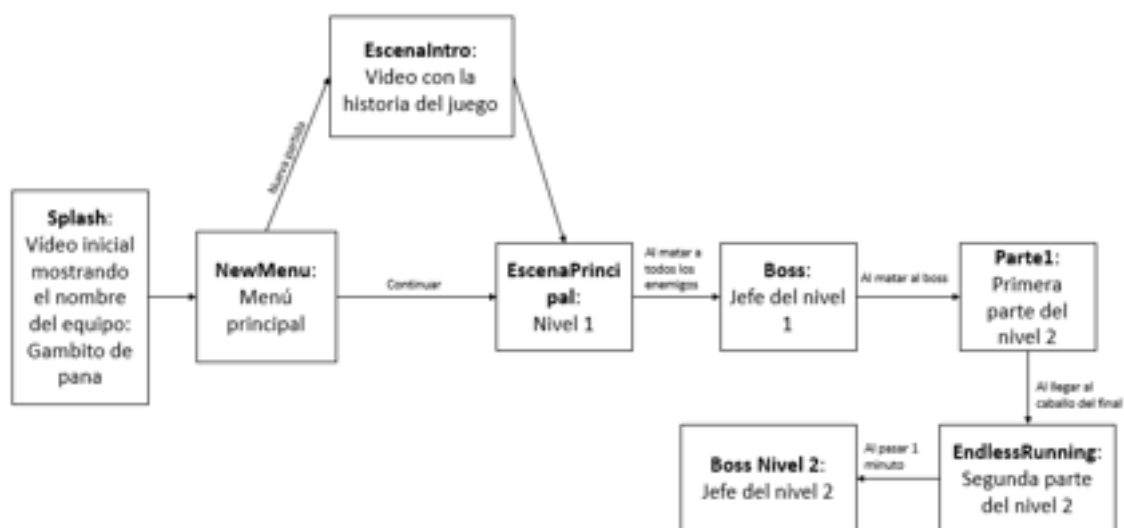 EscenaIntro:
Video con la
historia del juego
Nueva partida
Splash:
Video inicial
mostrando
el nombre
del equipo:
Gambito de
pana
NewMenu:
Menú
principal
Continuar
EscenaPrinci
pal:
Nivel 1
Al matar a
todos los
enemigos
Boss:
Jefe del nivel
1
Al matar al boss
Parte1:
Primera
parte del
nivel 2
Al llegar al
caballo del final
EndlessRunning:
Segunda parte
del nivel 2
Al pasar 1
minuto
Boss Nivel 2:
Jefe del nivel 2